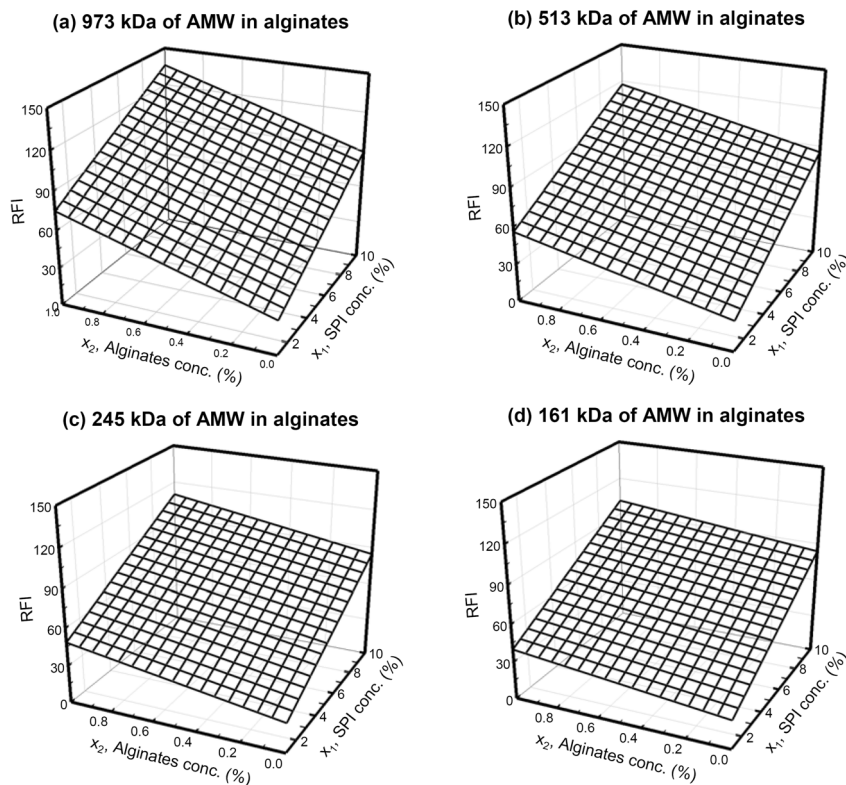 (a) 973 kDa of AMW in alginates
150
120
90
60
30
0
RFI
1.0 0.8 0.6 0.4 0.2 0.0
x₂, Alginates conc. (%)
2 4 6 8 10
x₁, SPI conc. (%)
(b) 513 kDa of AMW in alginates
150
120
90
60
30
0
RFI
0.8 0.6 0.4 0.2 0.0
x₂, Alginate conc. (%)
2 4 6 8 10
x₁, SPI conc. (%)
(c) 245 kDa of AMW in alginates
150
120
90
60
30
0
RFI
0.8 0.6 0.4 0.2 0.0
x₂, Alginates conc. (%)
2 4 6 8 10
x₁, SPI conc. (%)
(d) 161 kDa of AMW in alginates
150
120
90
60
30
0
RFI
0.8 0.6 0.4 0.2 0.0
x₂, Alginates conc. (%)
2 4 6 8 10
x₁, SPI conc. (%)